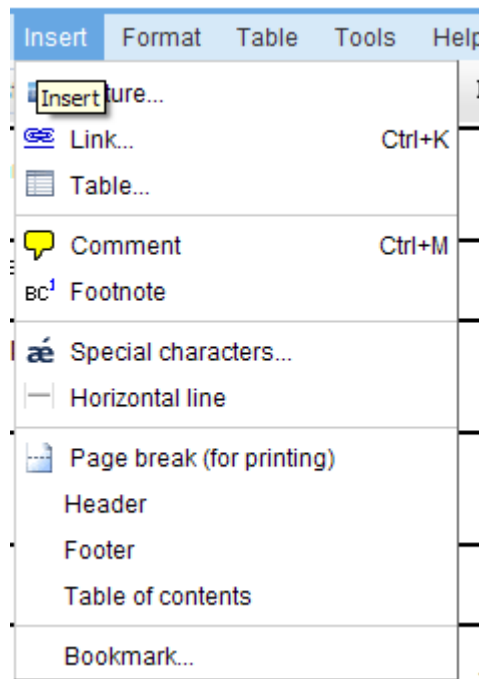 Insert Format Table Tools Help
Insert ture...
Link... Ctrl+K
Table...
Comment Ctrl+M
BC1 Footnote
æ Special characters...
Horizontal line
Page break (for printing)
Header
Footer
Table of contents
Bookmark...